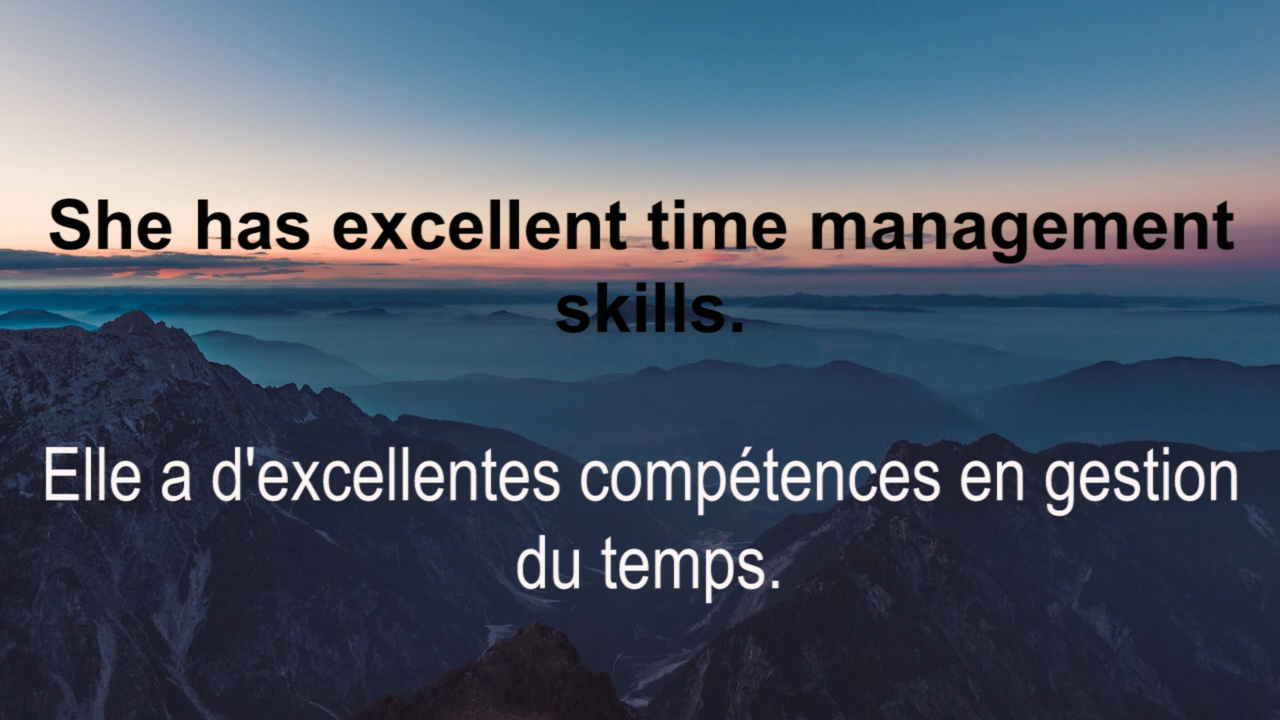 She has excellent time management
skills.
Elle a d'excellentes compétences en gestion
du temps.